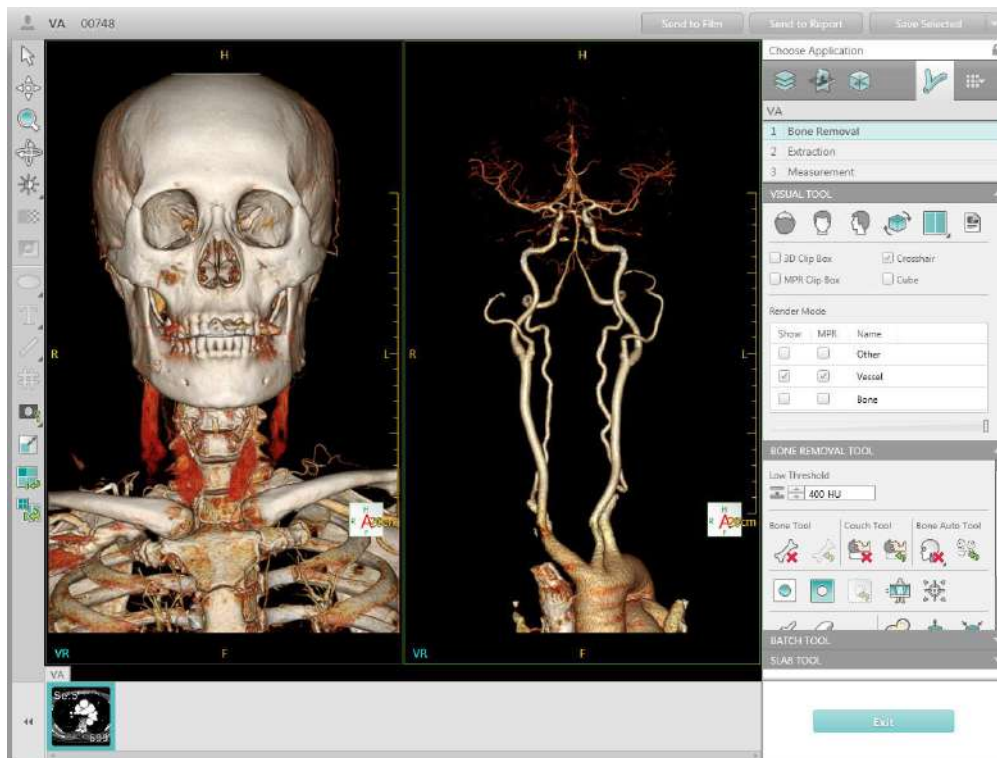 VA 00748
Send to Film Send to Report Save Selected
Choose Application
VA
1 Bone Removal
2 Extraction
3 Measurement
VISUAL TOOL
3D Clip Box Crosshair
MPR Clip Box Cube
Render Mode
Show MPR Name
Other
Vessel
Bone
BONE REMOVAL TOOL
Low Threshold
400 HU
Bone Tool Couch Tool Bone Auto Tool
BATCH TOOL
SLAB TOOL
Exit
H
R
L
H
R A
F
VR
F
H
R
L
H
R A 20cm
F
VR
F
VA
Se:5